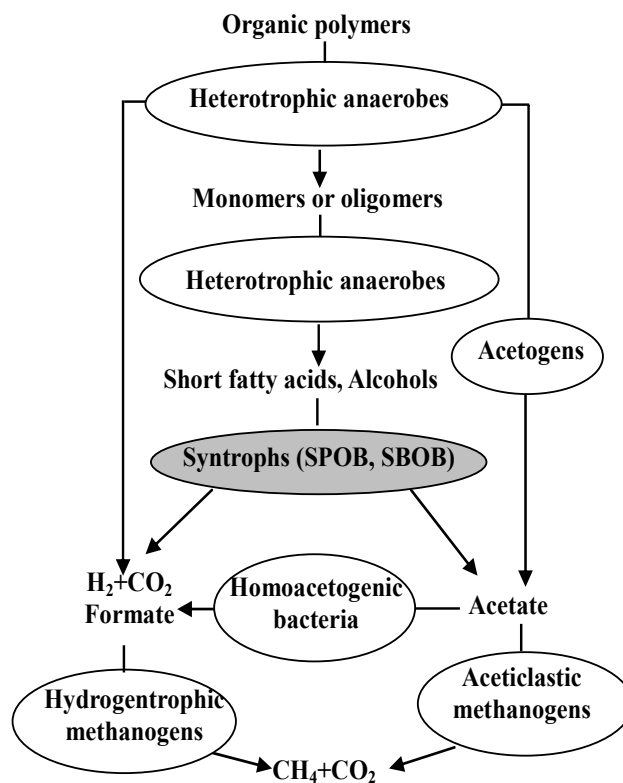 Organic polymers
Heterotrophic anaerobes
Monomers or oligomers
Heterotrophic anaerobes
Acetogens
Short fatty acids, Alcohols
Syntrophs (SPOB, SBOB)
H₂+CO₂
Formate
Homoacetogenic
bacteria
Acetate
Hydrogentrophic
methanogens
Aceticlastic
methanogens
CH₄+CO₂